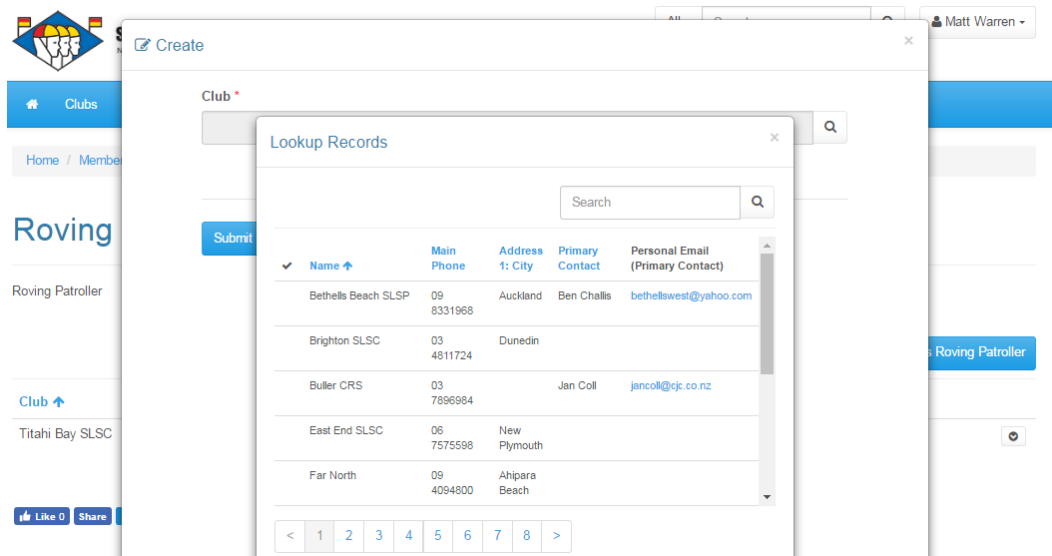 All
Matt Warren
S
N
Create
Clubs
Club *
Lookup Records
Home / Member
Search
Roving
Submit
Name
Main Phone
Address 1: City
Primary Contact
Personal Email (Primary Contact)
Bethells Beach SLSP 09 8331968 Auckland Ben Challis bethellswest@yahoo.com
Roving Patroller
Brighton SLSC 03 4811724 Dunedin
s Roving Patroller
Buller CRS 03 7896984 Jan Coll jancoll@cjc.co.nz
Club
Titahi Bay SLSC
East End SLSC 06 7575598 New Plymouth
Far North 09 4094800 Ahipara Beach
Like 0 Share
< 1 2 3 4 5 6 7 8 >